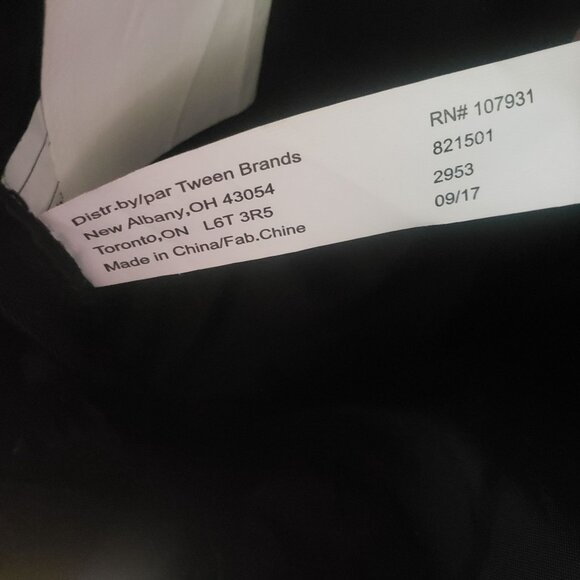 Distr.by/par Tween Brands
New Albany,OH 43054
Toronto,ON L6T 3R5
Made in China/Fab.Chine
RN# 107931
821501
2953
09/17